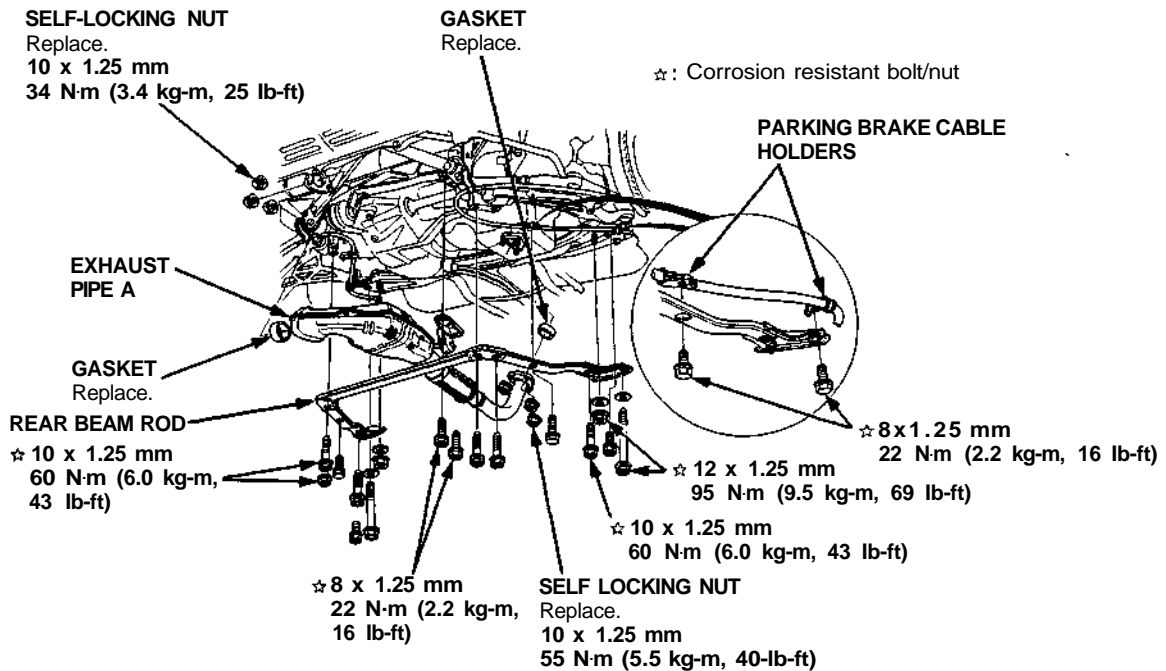 SELF-LOCKING NUT
Replace.
10 x 1.25 mm
34 N·m (3.4 kg-m, 25 lb-ft)
GASKET
Replace.
☆: Corrosion resistant bolt/nut
PARKING BRAKE CABLE
HOLDERS
EXHAUST
PIPE A
GASKET
Replace.
REAR BEAM ROD
☆ 10 x 1.25 mm
60 N·m (6.0 kg-m,
43 lb-ft)
☆ 8 x 1.25 mm
22 N·m (2.2 kg-m,
16 lb-ft)
SELF LOCKING NUT
Replace.
10 x 1.25 mm
55 N·m (5.5 kg-m, 40-lb-ft)
☆ 10 x 1.25 mm
60 N·m (6.0 kg-m, 43 lb-ft)
☆ 12 x 1.25 mm
95 N·m (9.5 kg-m, 69 lb-ft)
☆ 8x1.25 mm
22 N·m (2.2 kg-m, 16 lb-ft)